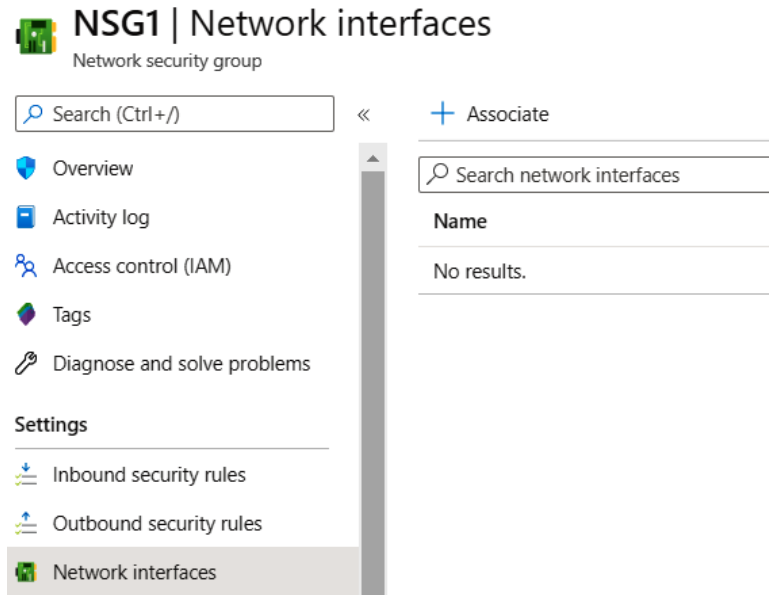 NSG1 | Network interfaces
Network security group
Search (Ctrl+/)
«
Overview
Activity log
Access control (IAM)
Tags
Diagnose and solve problems
Settings
Inbound security rules
Outbound security rules
Network interfaces
+ Associate
Search network interfaces
Name
No results.